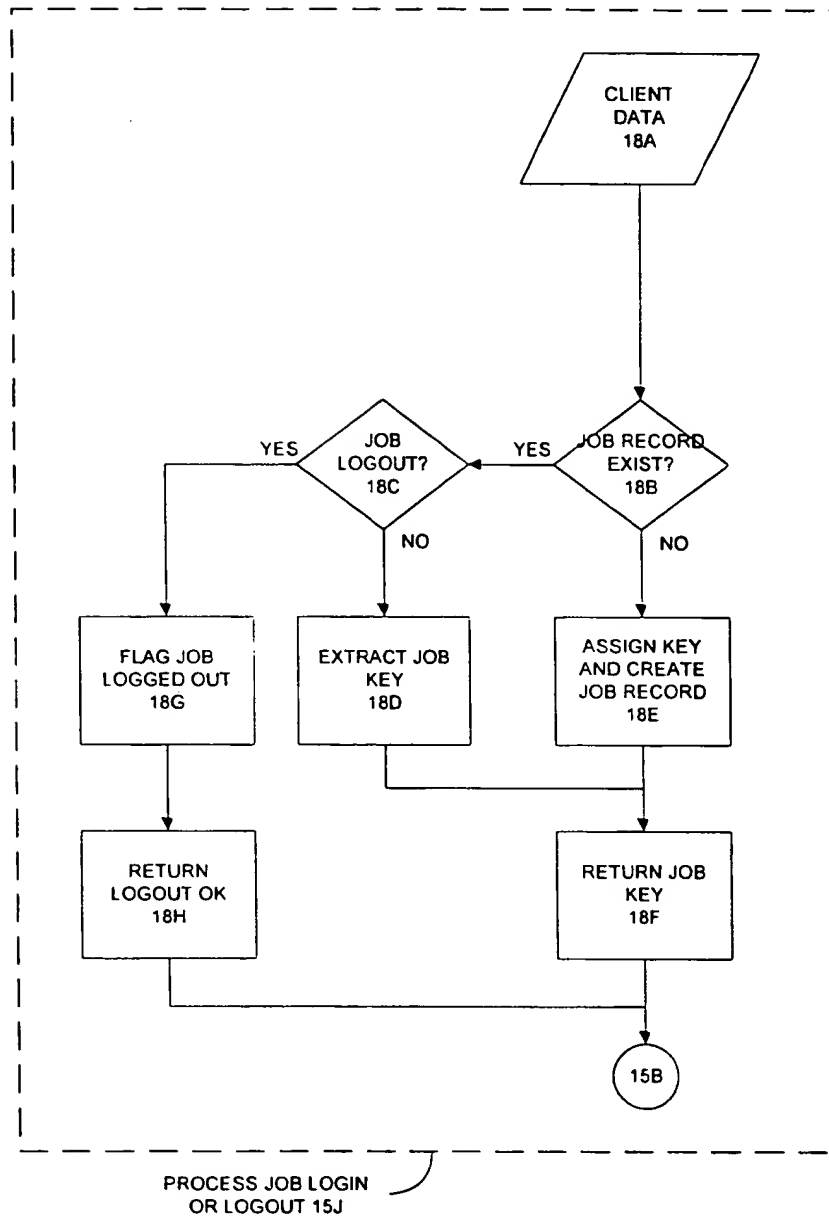 CLIENT
DATA
18A
JOB RECORD
EXIST?
18B
YES
JOB
LOGOUT?
18C
YES
NO
NO
FLAG JOB
LOGGED OUT
18G
EXTRACT JOB
KEY
18D
ASSIGN KEY
AND CREATE
JOB RECORD
18E
RETURN
LOGOUT OK
18H
RETURN JOB
KEY
18F
15B
PROCESS JOB LOGIN
OR LOGOUT 15J